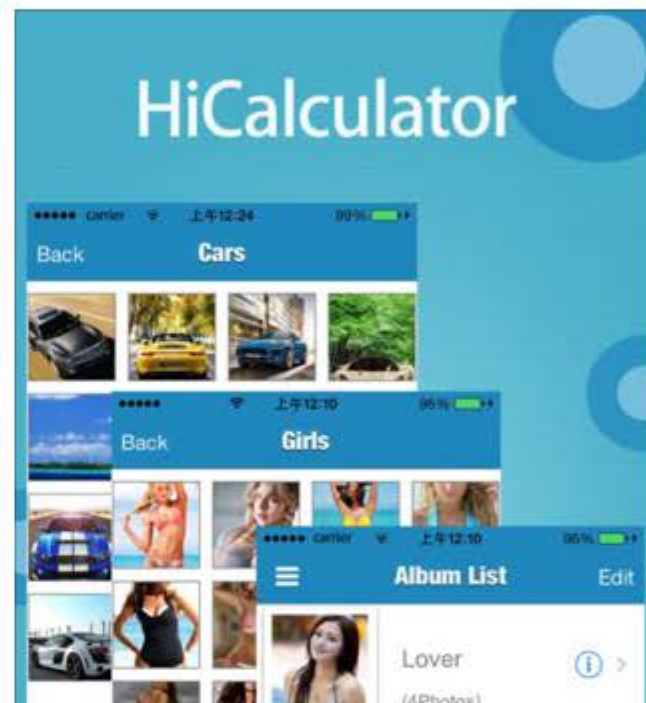 HiCalculator
carrier 上午12:24 99%
Back Cars
上午12:10 96%
Back Girls
carrier 上午12:10 96%
Album List Edit
Lover
(4Photos)